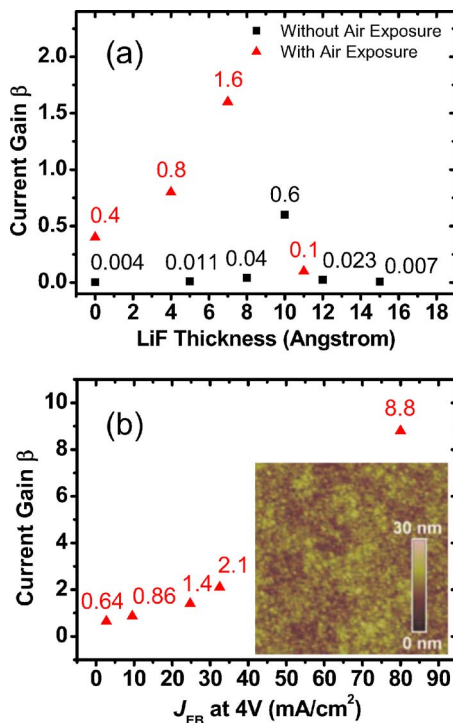 (a)
Without Air Exposure
With Air Exposure
Current Gain β
2.0
1.5
1.0
0.5
0.0
0.4
0.8
1.6
0.6
0.1
0.004
0.011
0.04
0.023
0.007
0 2 4 6 8 10 12 14 16 18
LiF Thickness (Angstrom)
(b)
Current Gain β
10
8
6
4
2
0
8.8
0.64
0.86
1.4
2.1
30 nm
0 nm
0 10 20 30 40 50 60 70 80 90
J_EB at 4V (mA/cm²)